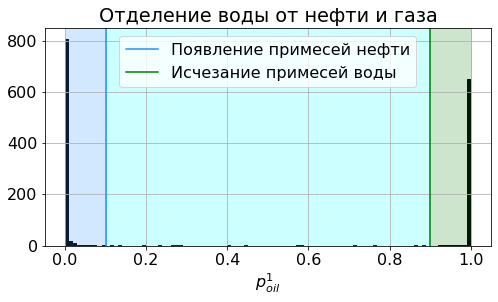 Отделение воды от нефти и газа
Появление примесей нефти
Исчезание примесей воды
800
600
400
200
0
0.0 0.2 0.4 0.6 0.8 1.0
p¹ₒᵢₗ